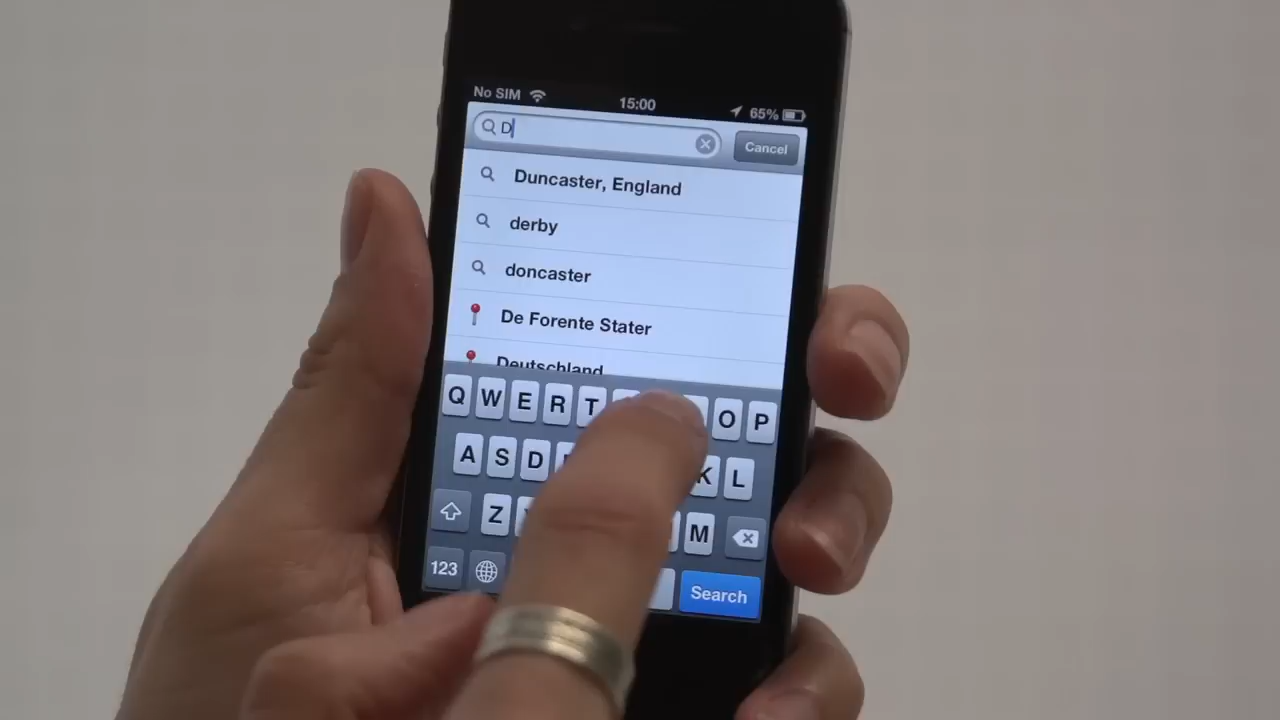 No SIM 15:00 65%
D Cancel
Duncaster, England
derby
doncaster
De Forente Stater
Deutschland
Q W E R T O P
A S D K L
Z M
123 Search